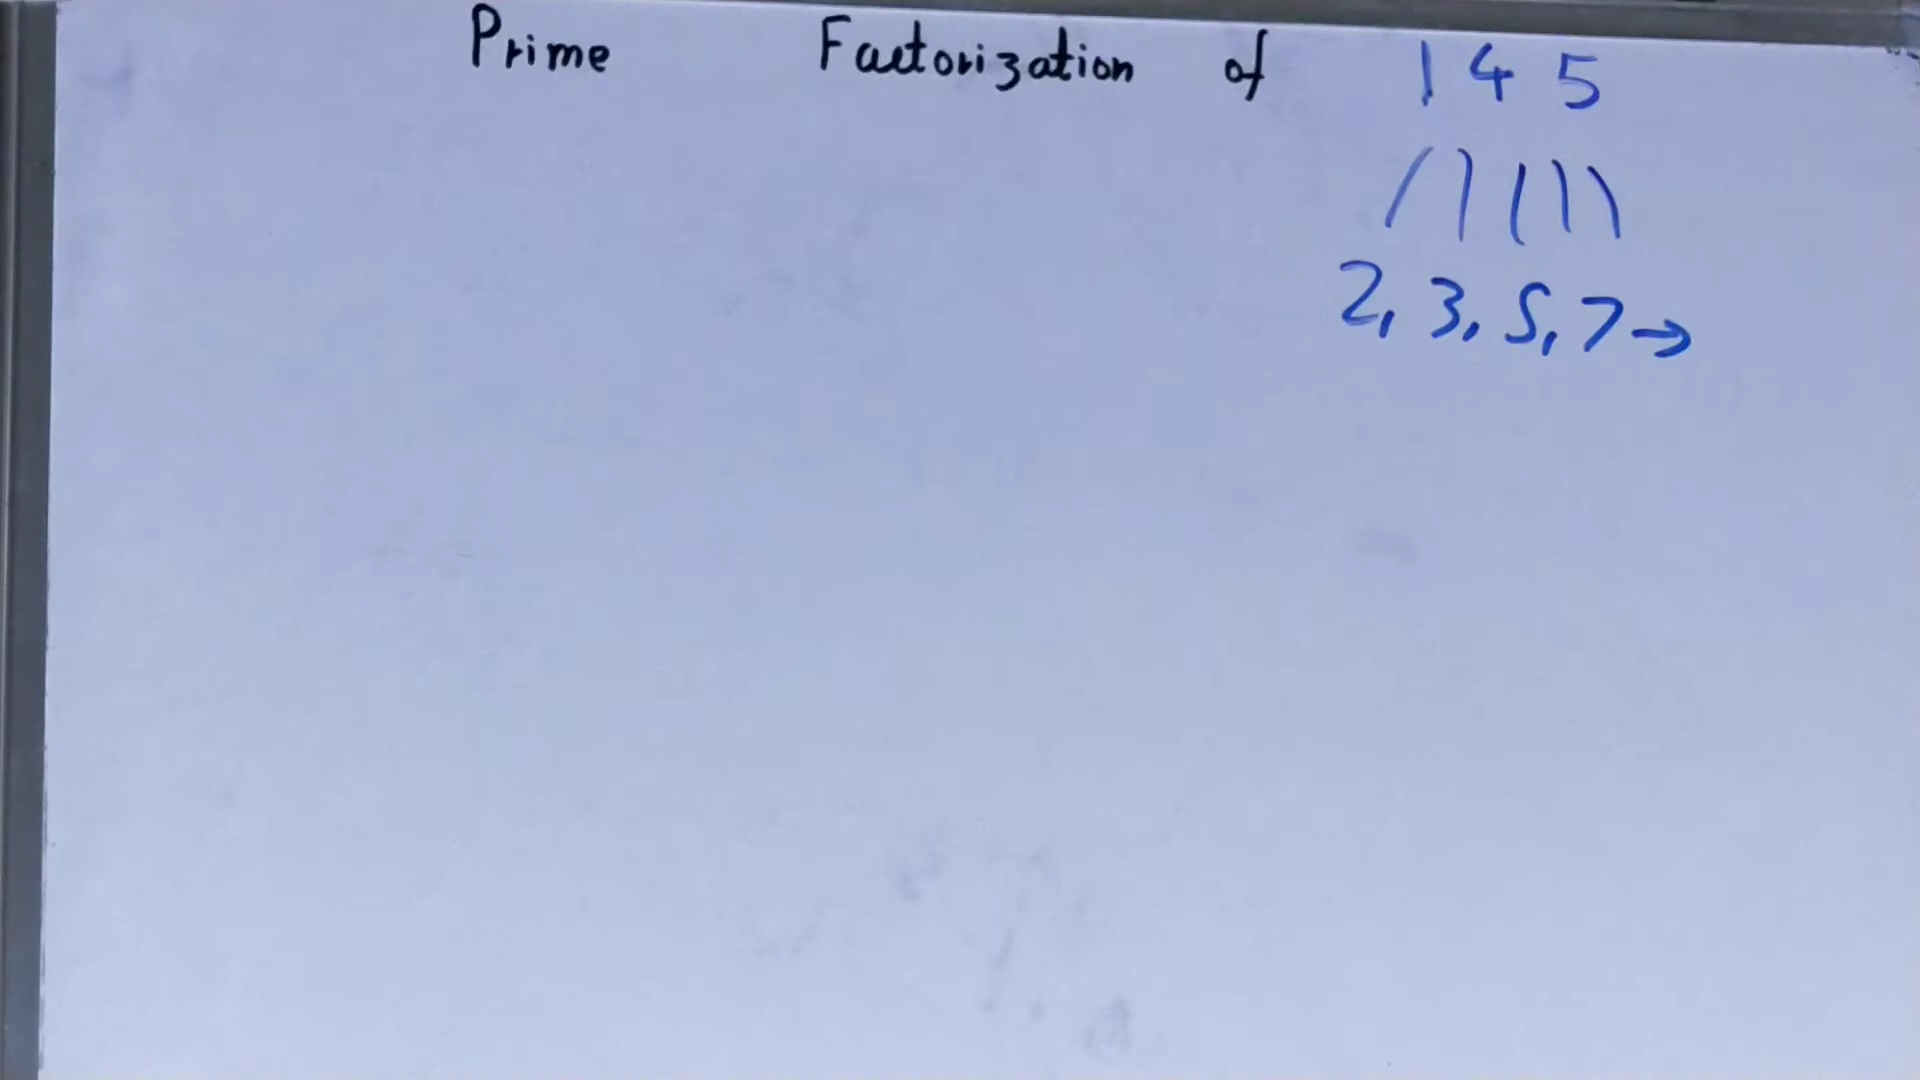 Prime Factorization of 145
/ | | | \
2, 3, 5, 7 →